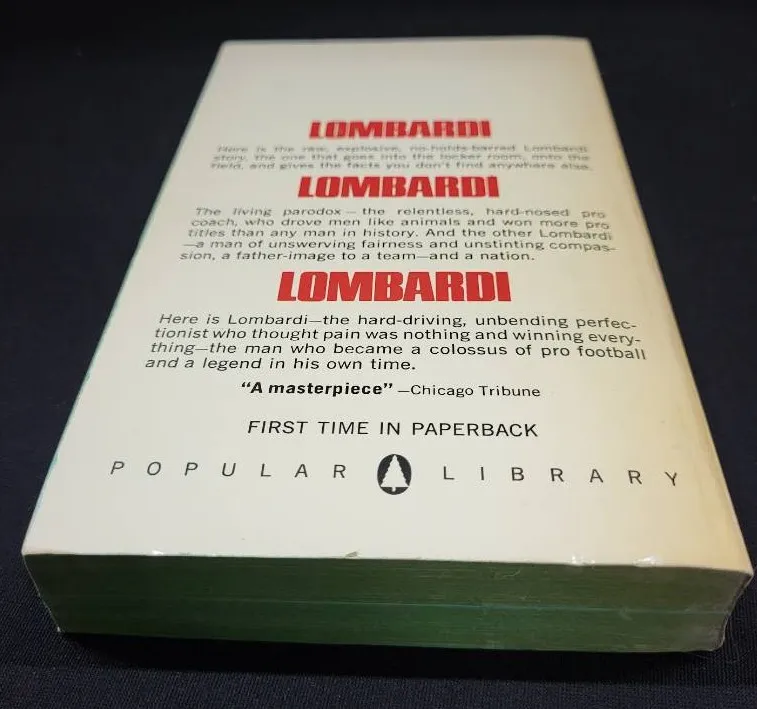 LOMBARDI
Here is the raw, explosive, no-holds-barred Lombardi
story, the one that goes into the locker room, onto the
field, and gives the facts you don't find anywhere else.
LOMBARDI
The living parodox—the relentless, hard-nosed pro
coach, who drove men like animals and won more pro
titles than any man in history. And the other Lombardi
—a man of unswerving fairness and unstinting compas-
sion, a father-image to a team—and a nation.
LOMBARDI
Here is Lombardi—the hard-driving, unbending perfec-
tionist who thought pain was nothing and winning every-
thing—the man who became a colossus of pro football
and a legend in his own time.
“A masterpiece” —Chicago Tribune
FIRST TIME IN PAPERBACK
POPULAR LIBRARY